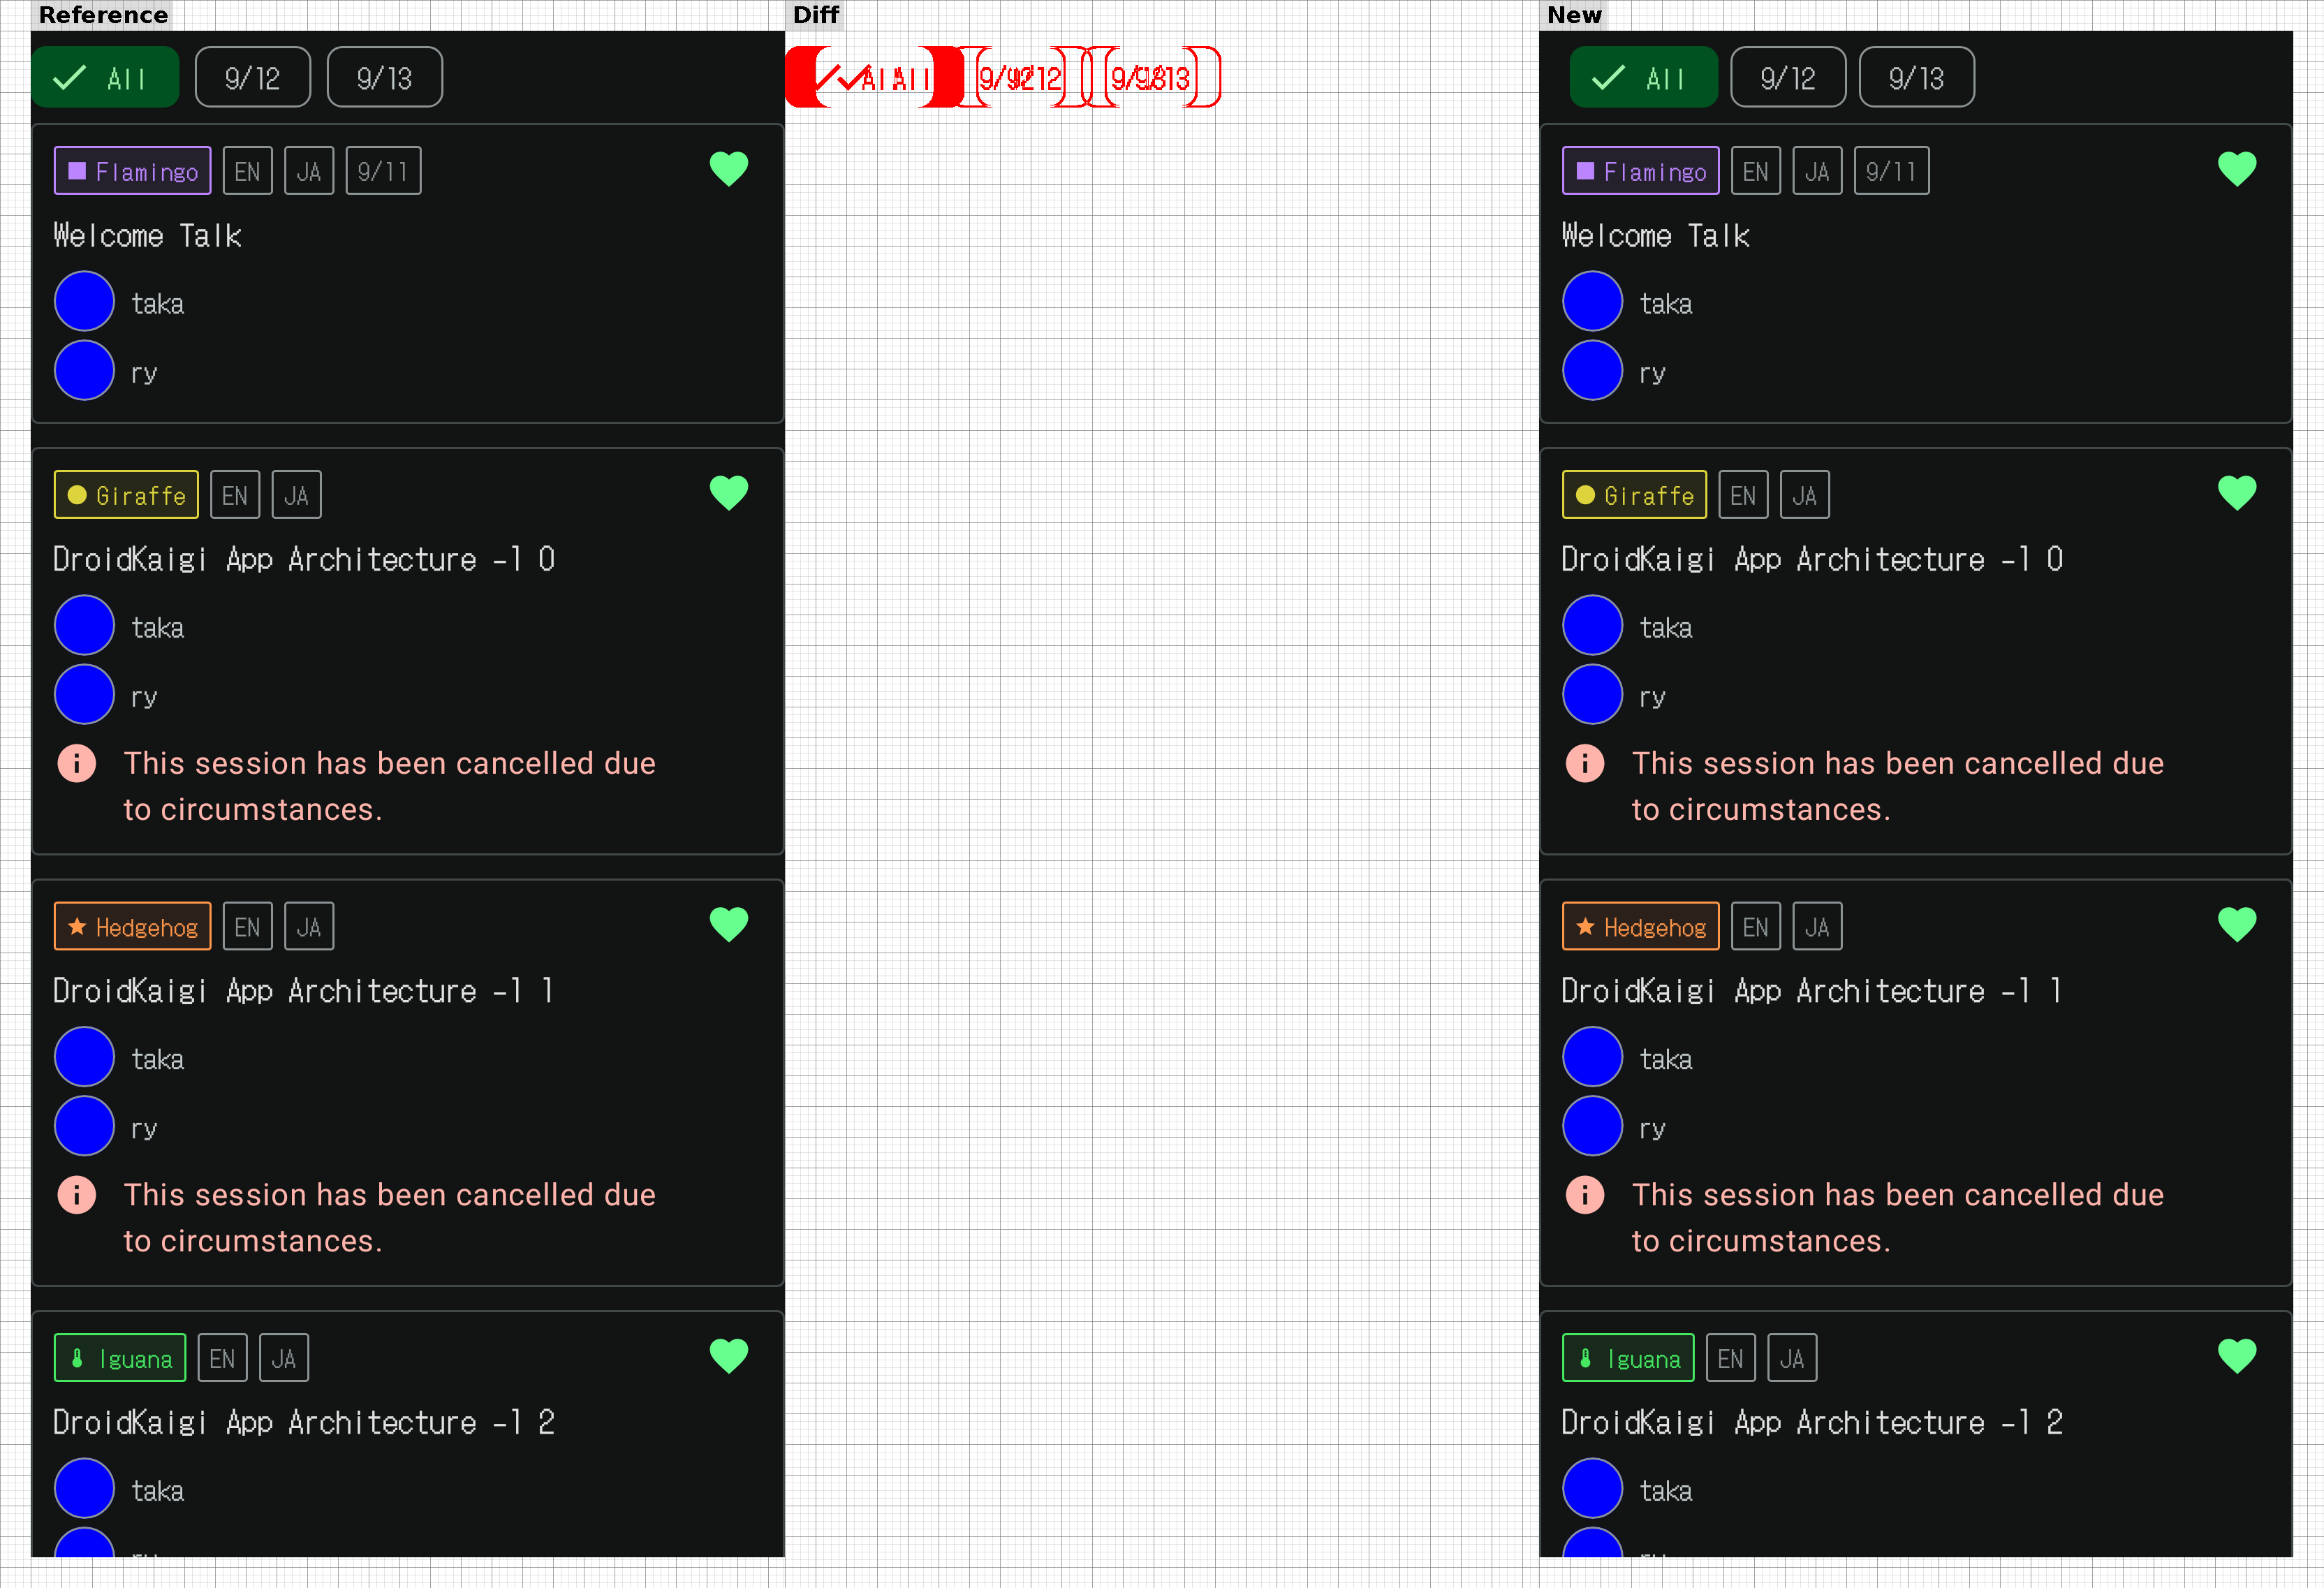 Reference
Diff
New
All 9/12 9/13
All 9/12 9/13
Flamingo EN JA 9/11
Welcome Talk
taka
ry
Giraffe EN JA
DroidKaigi App Architecture -1 0
taka
ry
This session has been cancelled due
to circumstances.
Hedgehog EN JA
DroidKaigi App Architecture -1 1
taka
ry
This session has been cancelled due
to circumstances.
Iguana EN JA
DroidKaigi App Architecture -1 2
taka
Flamingo EN JA 9/11
Welcome Talk
taka
ry
Giraffe EN JA
DroidKaigi App Architecture -1 0
taka
ry
This session has been cancelled due
to circumstances.
Hedgehog EN JA
DroidKaigi App Architecture -1 1
taka
ry
This session has been cancelled due
to circumstances.
Iguana EN JA
DroidKaigi App Architecture -1 2
taka